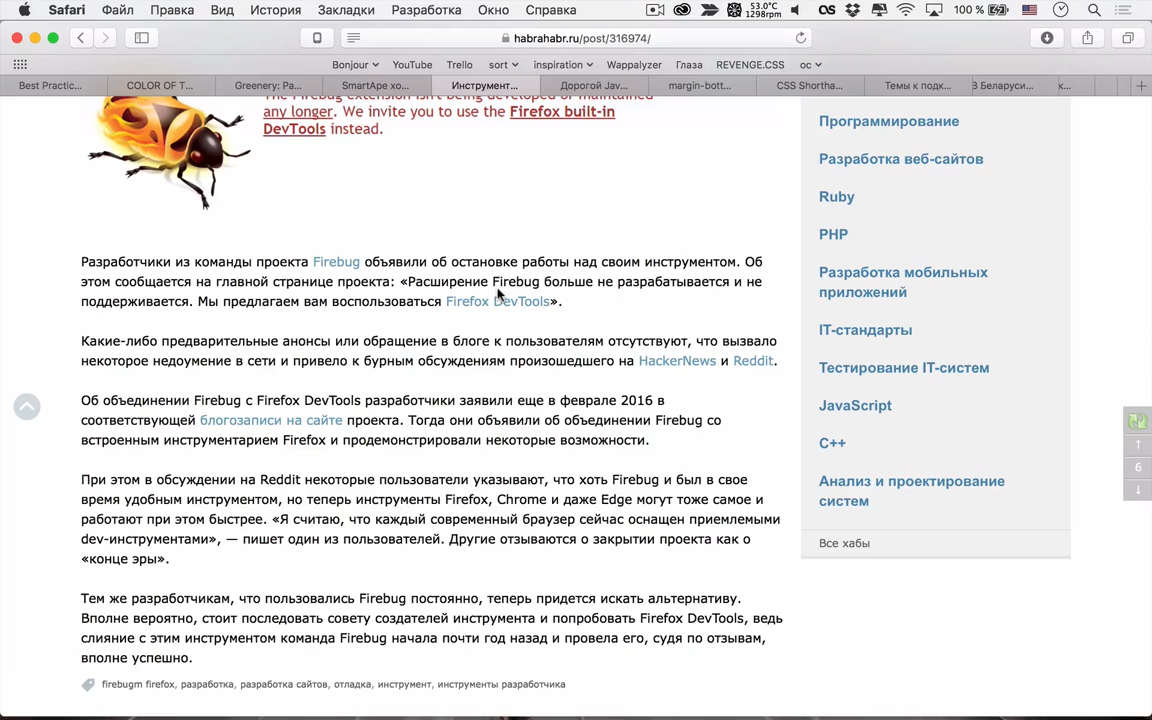 Safari Файл Правка Вид История Закладки Разработка Окно Справка 53.0°C 1298rpm 100 %
habrahabr.ru/post/316974/
Bonjour YouTube Trello sort inspiration Wappalyzer Глаза REVENGE.CSS ос
Best Practic... COLOR OF T... Greenery: Pa... SmartApe хо... Инструмент... Дорогой Jav... margin-bott... CSS Shortha... Темы к подк... В Беларуси... к...
The Firebug extension isn't being developed or maintained
any longer. We invite you to use the Firefox built-in
DevTools instead.
Разработчики из команды проекта Firebug объявили об остановке работы над своим инструментом. Об
этом сообщается на главной странице проекта: «Расширение Firebug больше не разрабатывается и не
поддерживается. Мы предлагаем вам воспользоваться Firefox DevTools».
Какие-либо предварительные анонсы или обращение в блоге к пользователям отсутствуют, что вызвало
некоторое недоумение в сети и привело к бурным обсуждениям произошедшего на HackerNews и Reddit.
Об объединении Firebug с Firefox DevTools разработчики заявили еще в феврале 2016 в
соответствующей блогозаписи на сайте проекта. Тогда они объявили об объединении Firebug со
встроенным инструментарием Firefox и продемонстрировали некоторые возможности.
При этом в обсуждении на Reddit некоторые пользователи указывают, что хоть Firebug и был в свое
время удобным инструментом, но теперь инструменты Firefox, Chrome и даже Edge могут тоже самое и
работают при этом быстрее. «Я считаю, что каждый современный браузер сейчас оснащен приемлемыми
dev-инструментами», — пишет один из пользователей. Другие отзываются о закрытии проекта как о
«конце эры».
Тем же разработчикам, что пользовались Firebug постоянно, теперь придется искать альтернативу.
Вполне вероятно, стоит последовать совету создателей инструмента и попробовать Firefox DevTools, ведь
слияние с этим инструментом команда Firebug начала почти год назад и провела его, судя по отзывам,
вполне успешно.
firebugm firefox, разработка, разработка сайтов, отладка, инструмент, инструменты разработчика
Программирование
Разработка веб-сайтов
Ruby
PHP
Разработка мобильных
приложений
IT-стандарты
Тестирование IT-систем
JavaScript
C++
Анализ и проектирование
систем
Все хабы
6